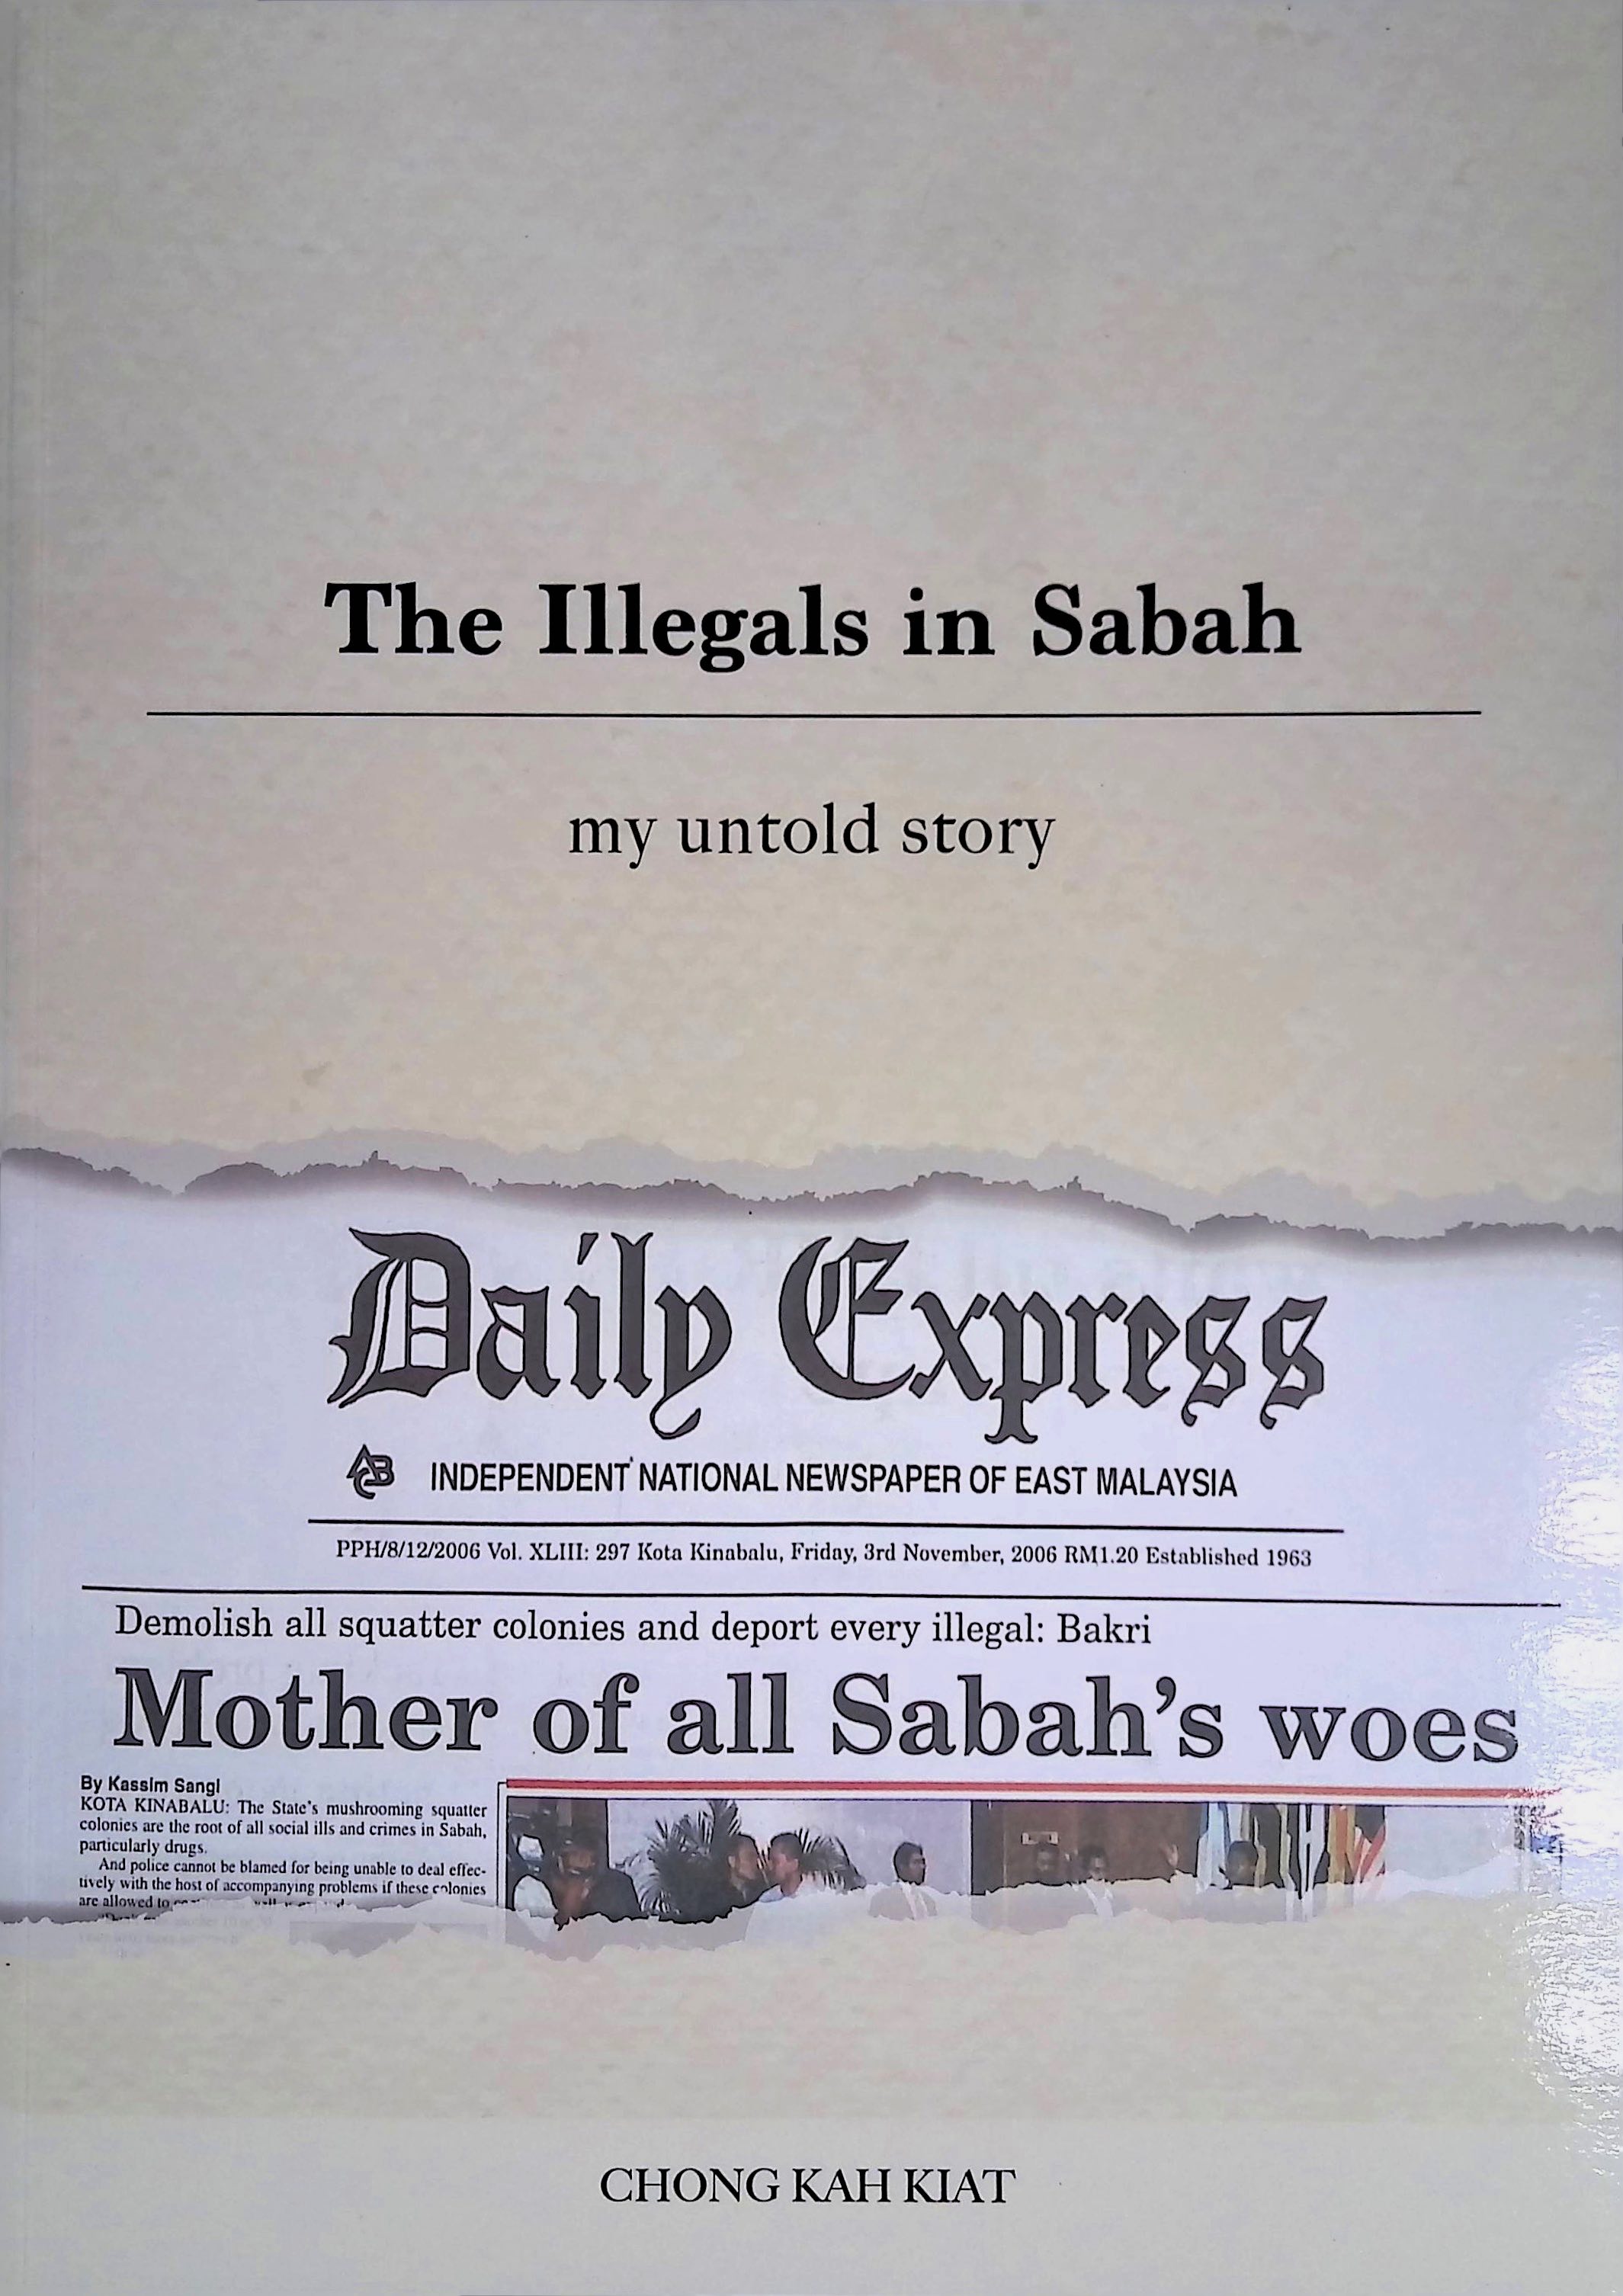 The Illegals in Sabah
my untold story
Daily Express
INDEPENDENT NATIONAL NEWSPAPER OF EAST MALAYSIA
PPH/8/12/2006 Vol. XLIII: 297 Kota Kinabalu, Friday, 3rd November, 2006 RM1.20 Established 1963
Demolish all squatter colonies and deport every illegal: Bakri
Mother of all Sabah's woes
By Kassim Sangi
KOTA KINABALU: The State's mushrooming squatter
colonies are the root of all social ills and crimes in Sabah,
particularly drugs.
And police cannot be blamed for being unable to deal effec-
tively with the host of accompanying problems if these colonies
are allowed to
CHONG KAH KIAT